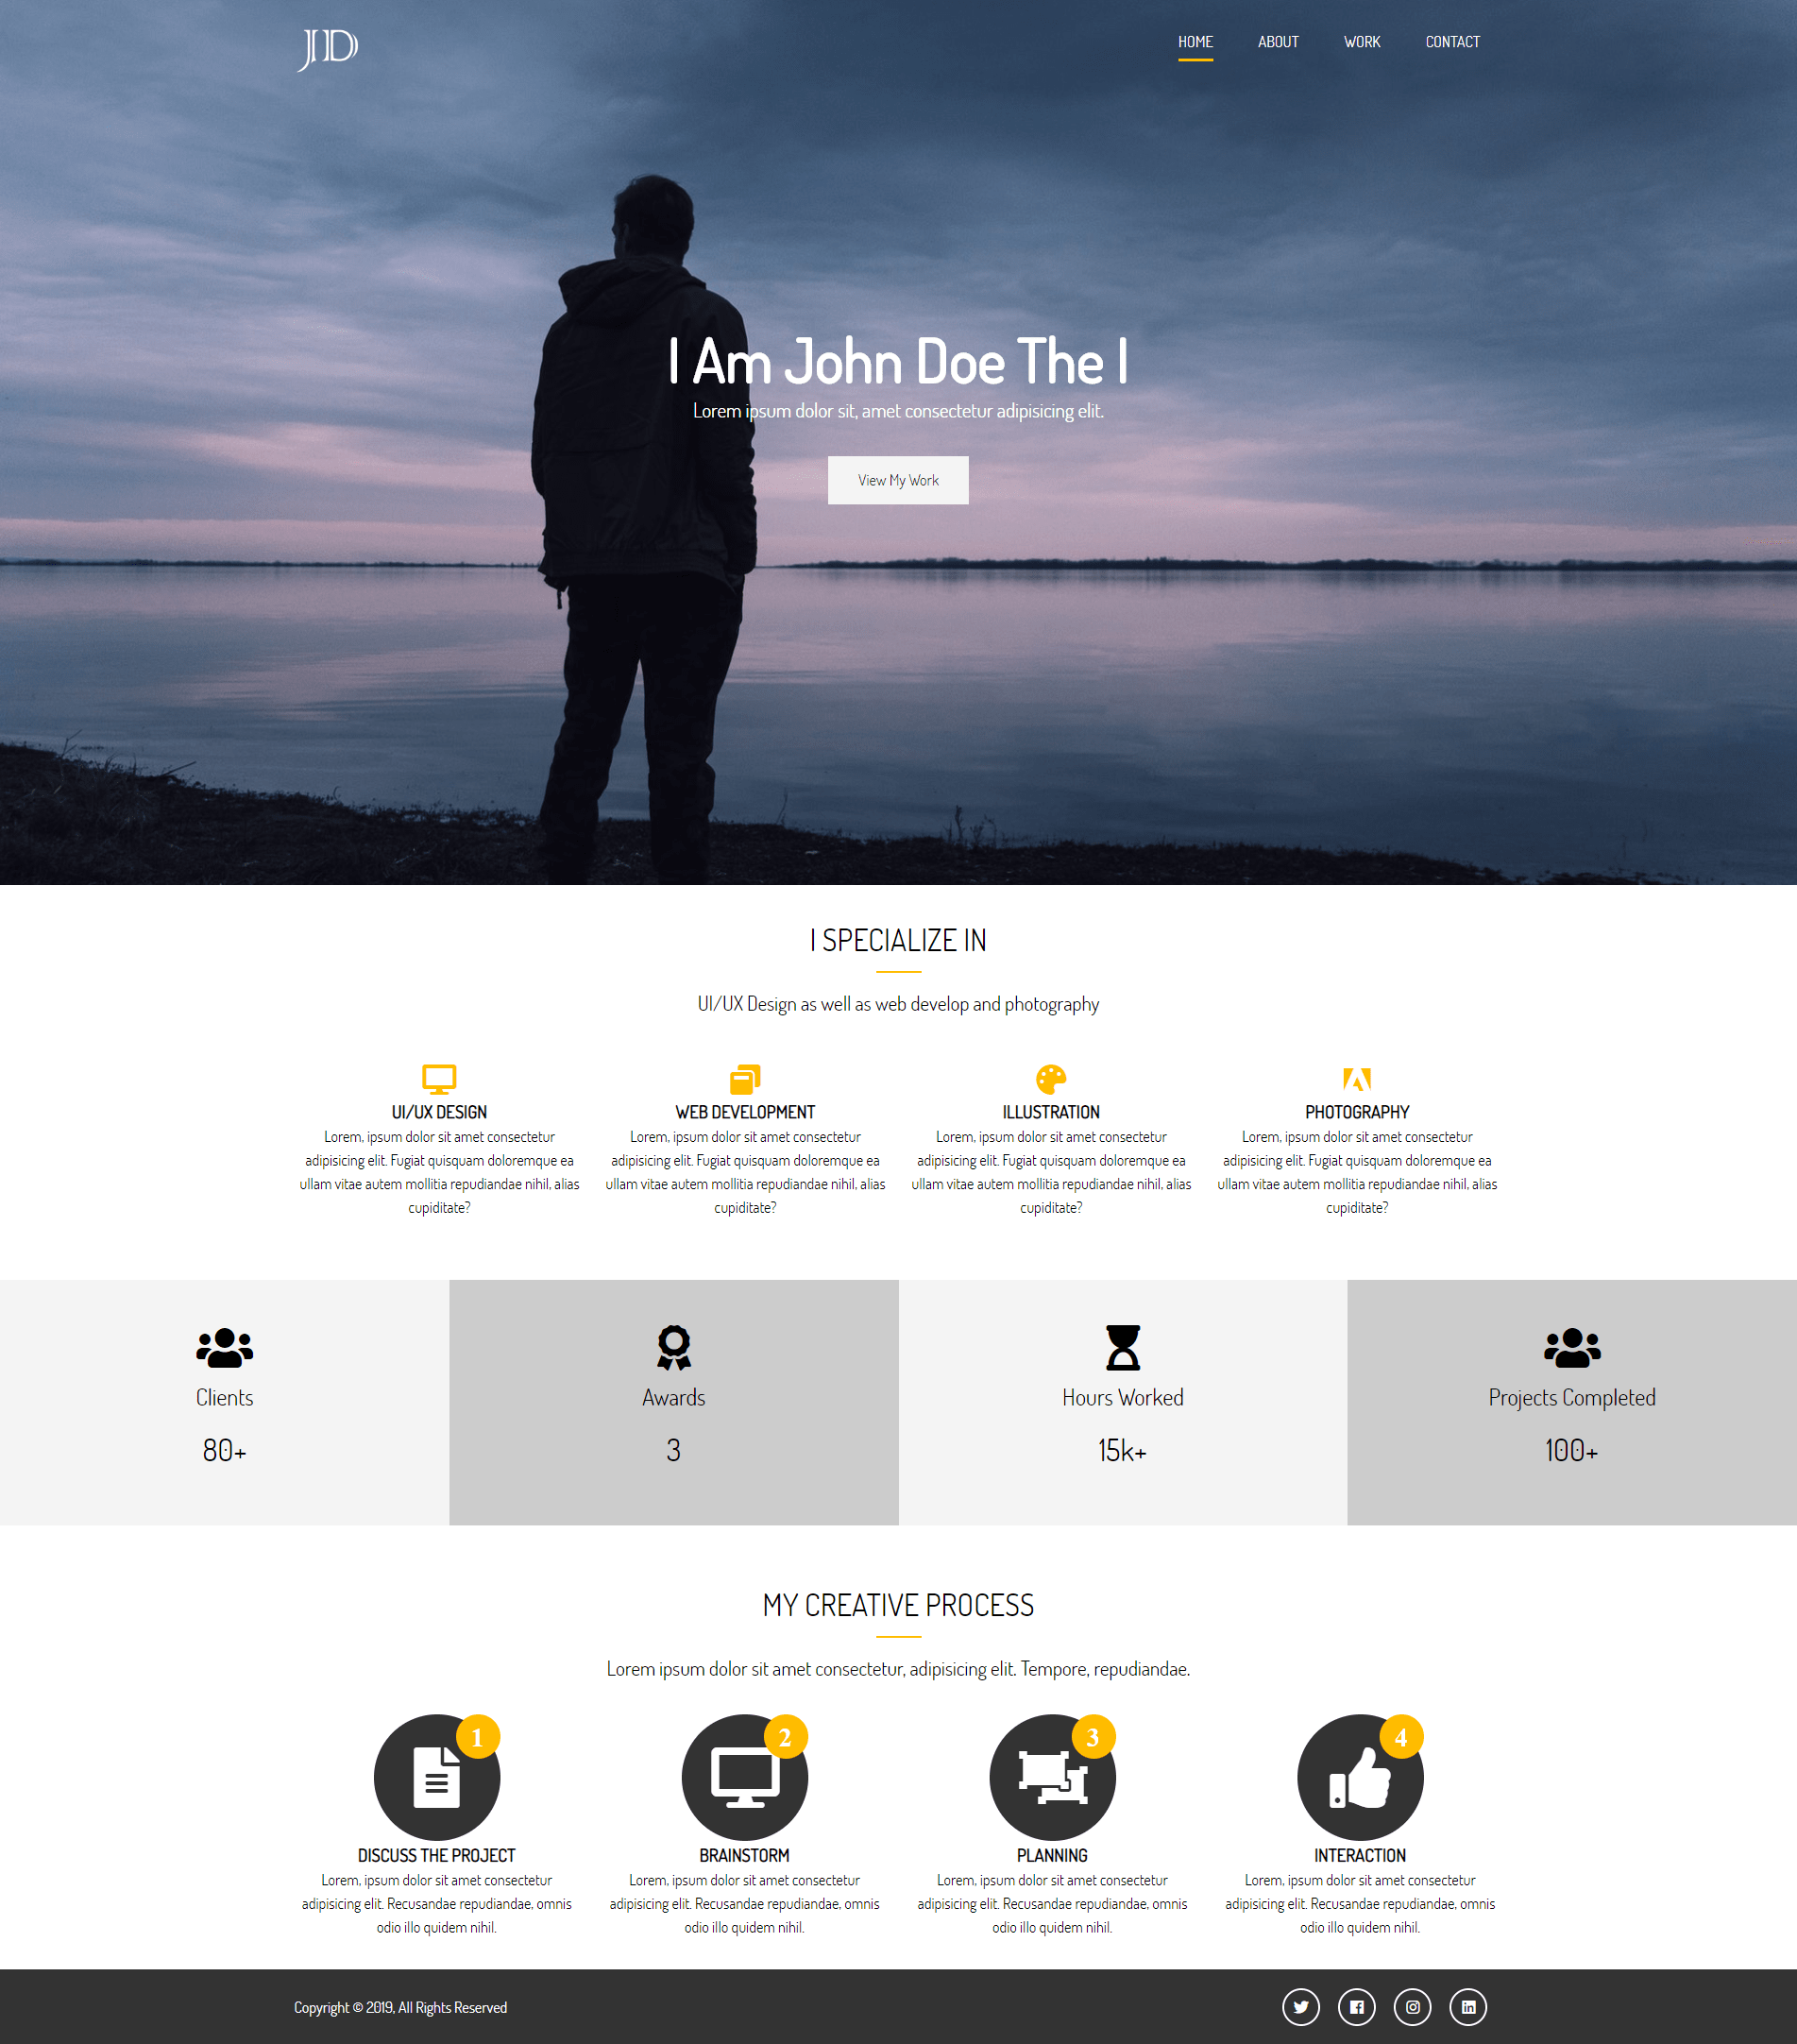 JD
HOME ABOUT WORK CONTACT
I Am John Doe The I
Lorem ipsum dolor sit, amet consectetur adipisicing elit.
View My Work
I SPECIALIZE IN
UI/UX Design as well as web develop and photography
UI/UX DESIGN
Lorem, ipsum dolor sit amet consectetur
adipisicing elit. Fugiat quisquam doloremque ea
ullam vitae autem mollitia repudiandae nihil, alias
cupiditate?
WEB DEVELOPMENT
Lorem, ipsum dolor sit amet consectetur
adipisicing elit. Fugiat quisquam doloremque ea
ullam vitae autem mollitia repudiandae nihil, alias
cupiditate?
ILLUSTRATION
Lorem, ipsum dolor sit amet consectetur
adipisicing elit. Fugiat quisquam doloremque ea
ullam vitae autem mollitia repudiandae nihil, alias
cupiditate?
PHOTOGRAPHY
Lorem, ipsum dolor sit amet consectetur
adipisicing elit. Fugiat quisquam doloremque ea
ullam vitae autem mollitia repudiandae nihil, alias
cupiditate?
Clients
80+
Awards
3
Hours Worked
15k+
Projects Completed
100+
MY CREATIVE PROCESS
Lorem ipsum dolor sit amet consectetur, adipisicing elit. Tempore, repudiandae.
1
DISCUSS THE PROJECT
Lorem, ipsum dolor sit amet consectetur
adipisicing elit. Recusandae repudiandae, omnis
odio illo quidem nihil.
2
BRAINSTORM
Lorem, ipsum dolor sit amet consectetur
adipisicing elit. Recusandae repudiandae, omnis
odio illo quidem nihil.
3
PLANNING
Lorem, ipsum dolor sit amet consectetur
adipisicing elit. Recusandae repudiandae, omnis
odio illo quidem nihil.
4
INTERACTION
Lorem, ipsum dolor sit amet consectetur
adipisicing elit. Recusandae repudiandae, omnis
odio illo quidem nihil.
Copyright © 2019, All Rights Reserved